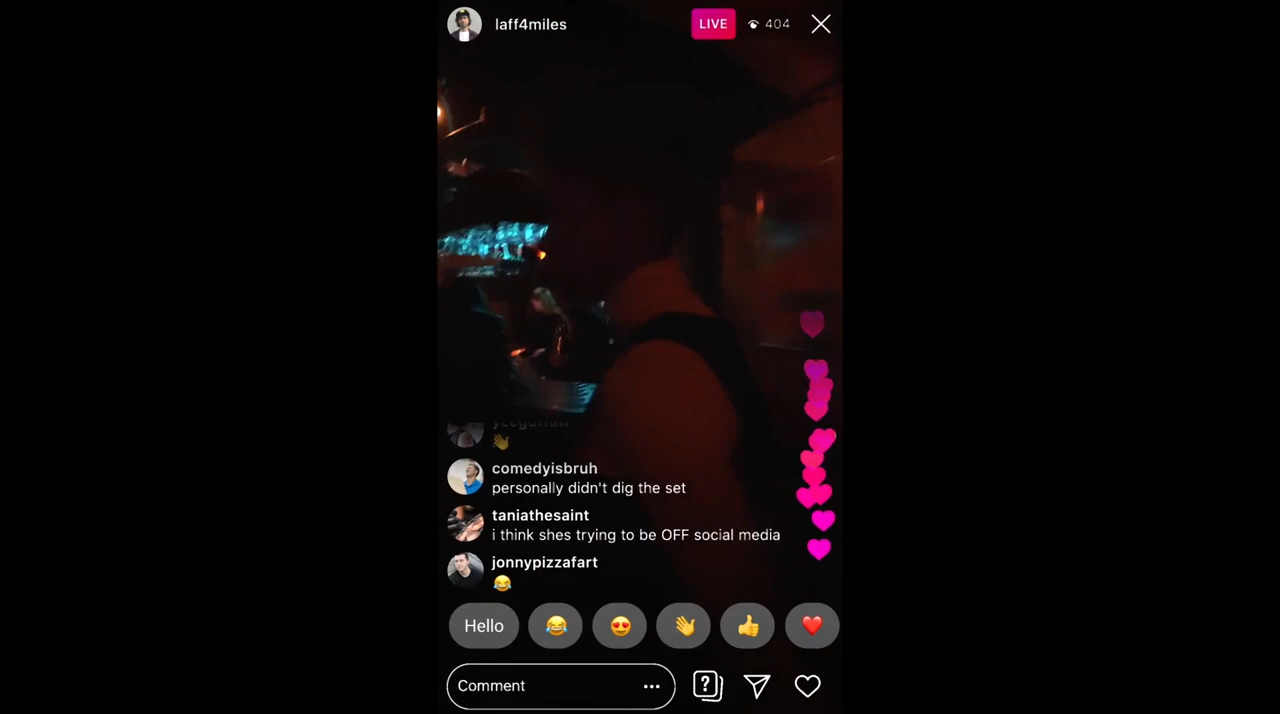 laff4miles
LIVE
404
comedyisbruh
personally didn't dig the set
taniathesaint
i think shes trying to be OFF social media
jonnypizzafart
Hello
Comment